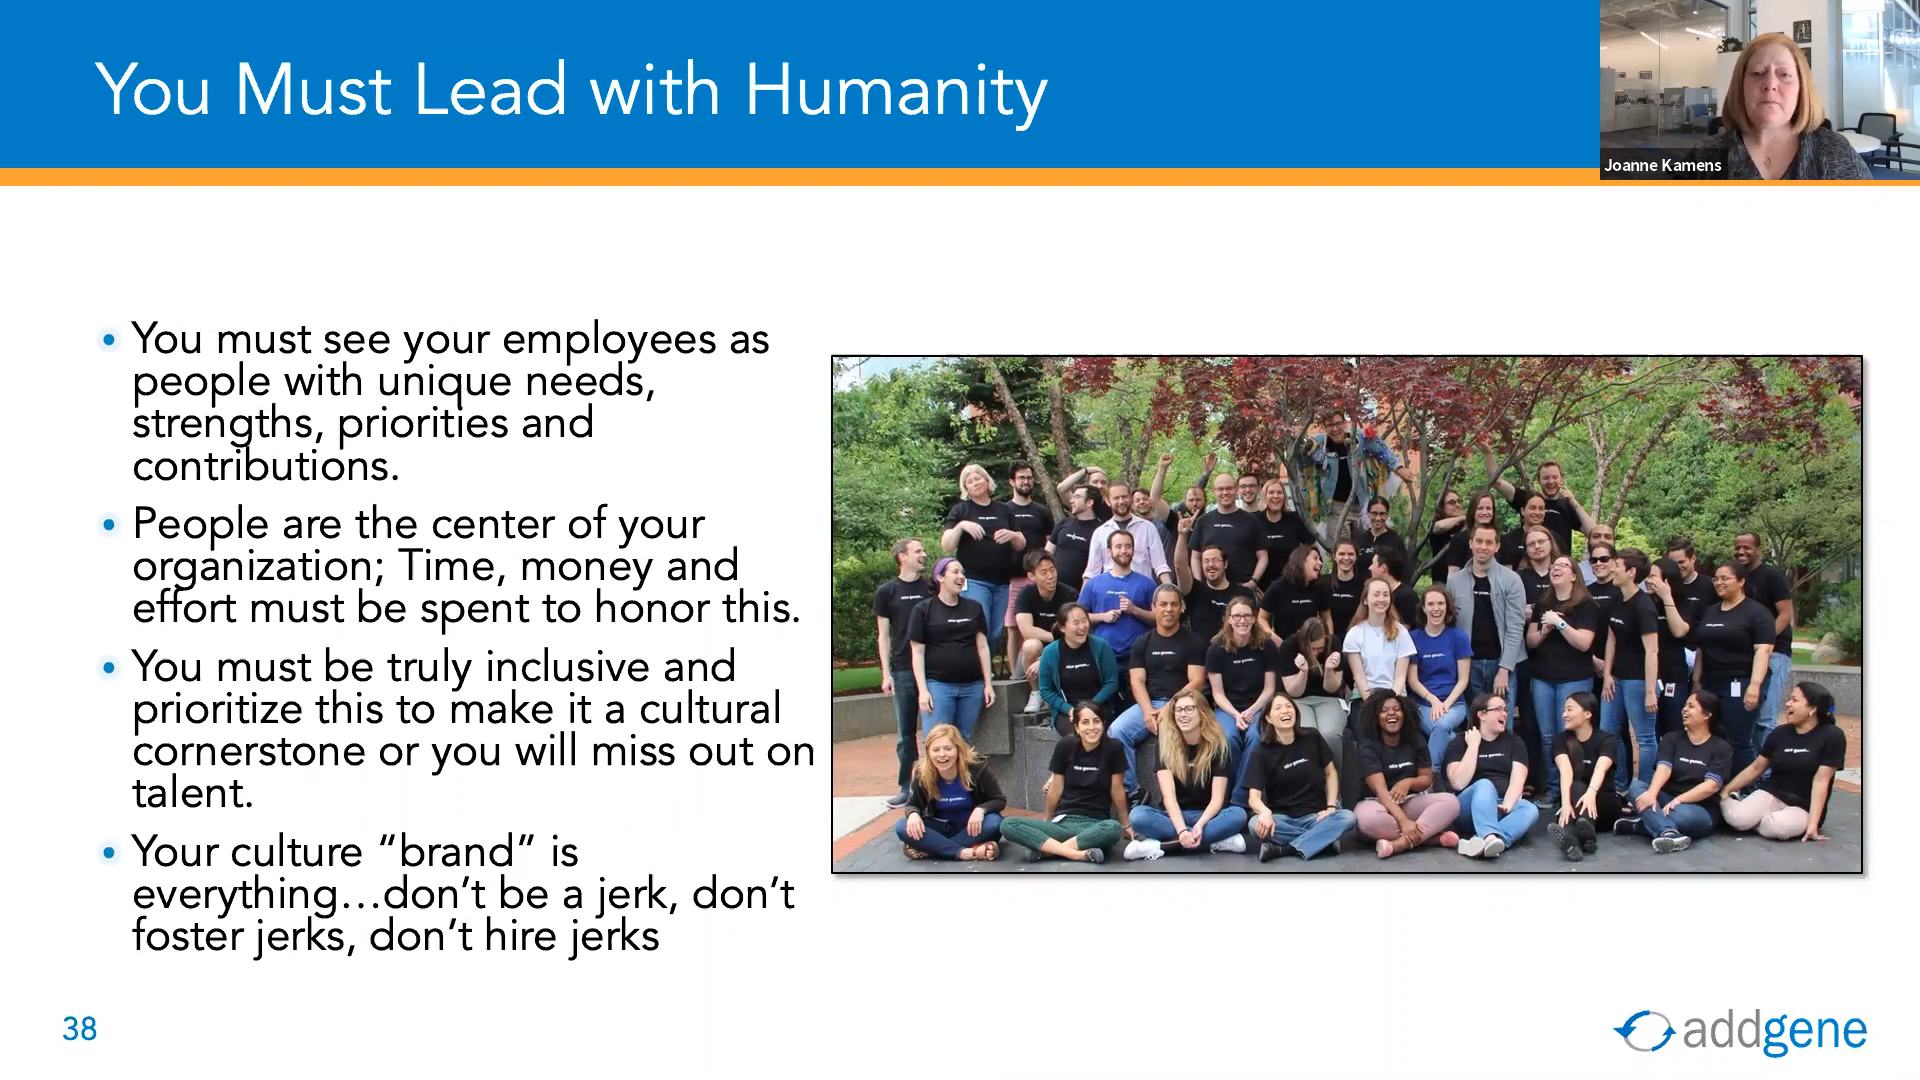 You Must Lead with Humanity
Joanne Kamens
• You must see your employees as
people with unique needs,
strengths, priorities and
contributions.
• People are the center of your
organization; Time, money and
effort must be spent to honor this.
• You must be truly inclusive and
prioritize this to make it a cultural
cornerstone or you will miss out on
talent.
• Your culture “brand” is
everything…don’t be a jerk, don’t
foster jerks, don’t hire jerks
38
addgene